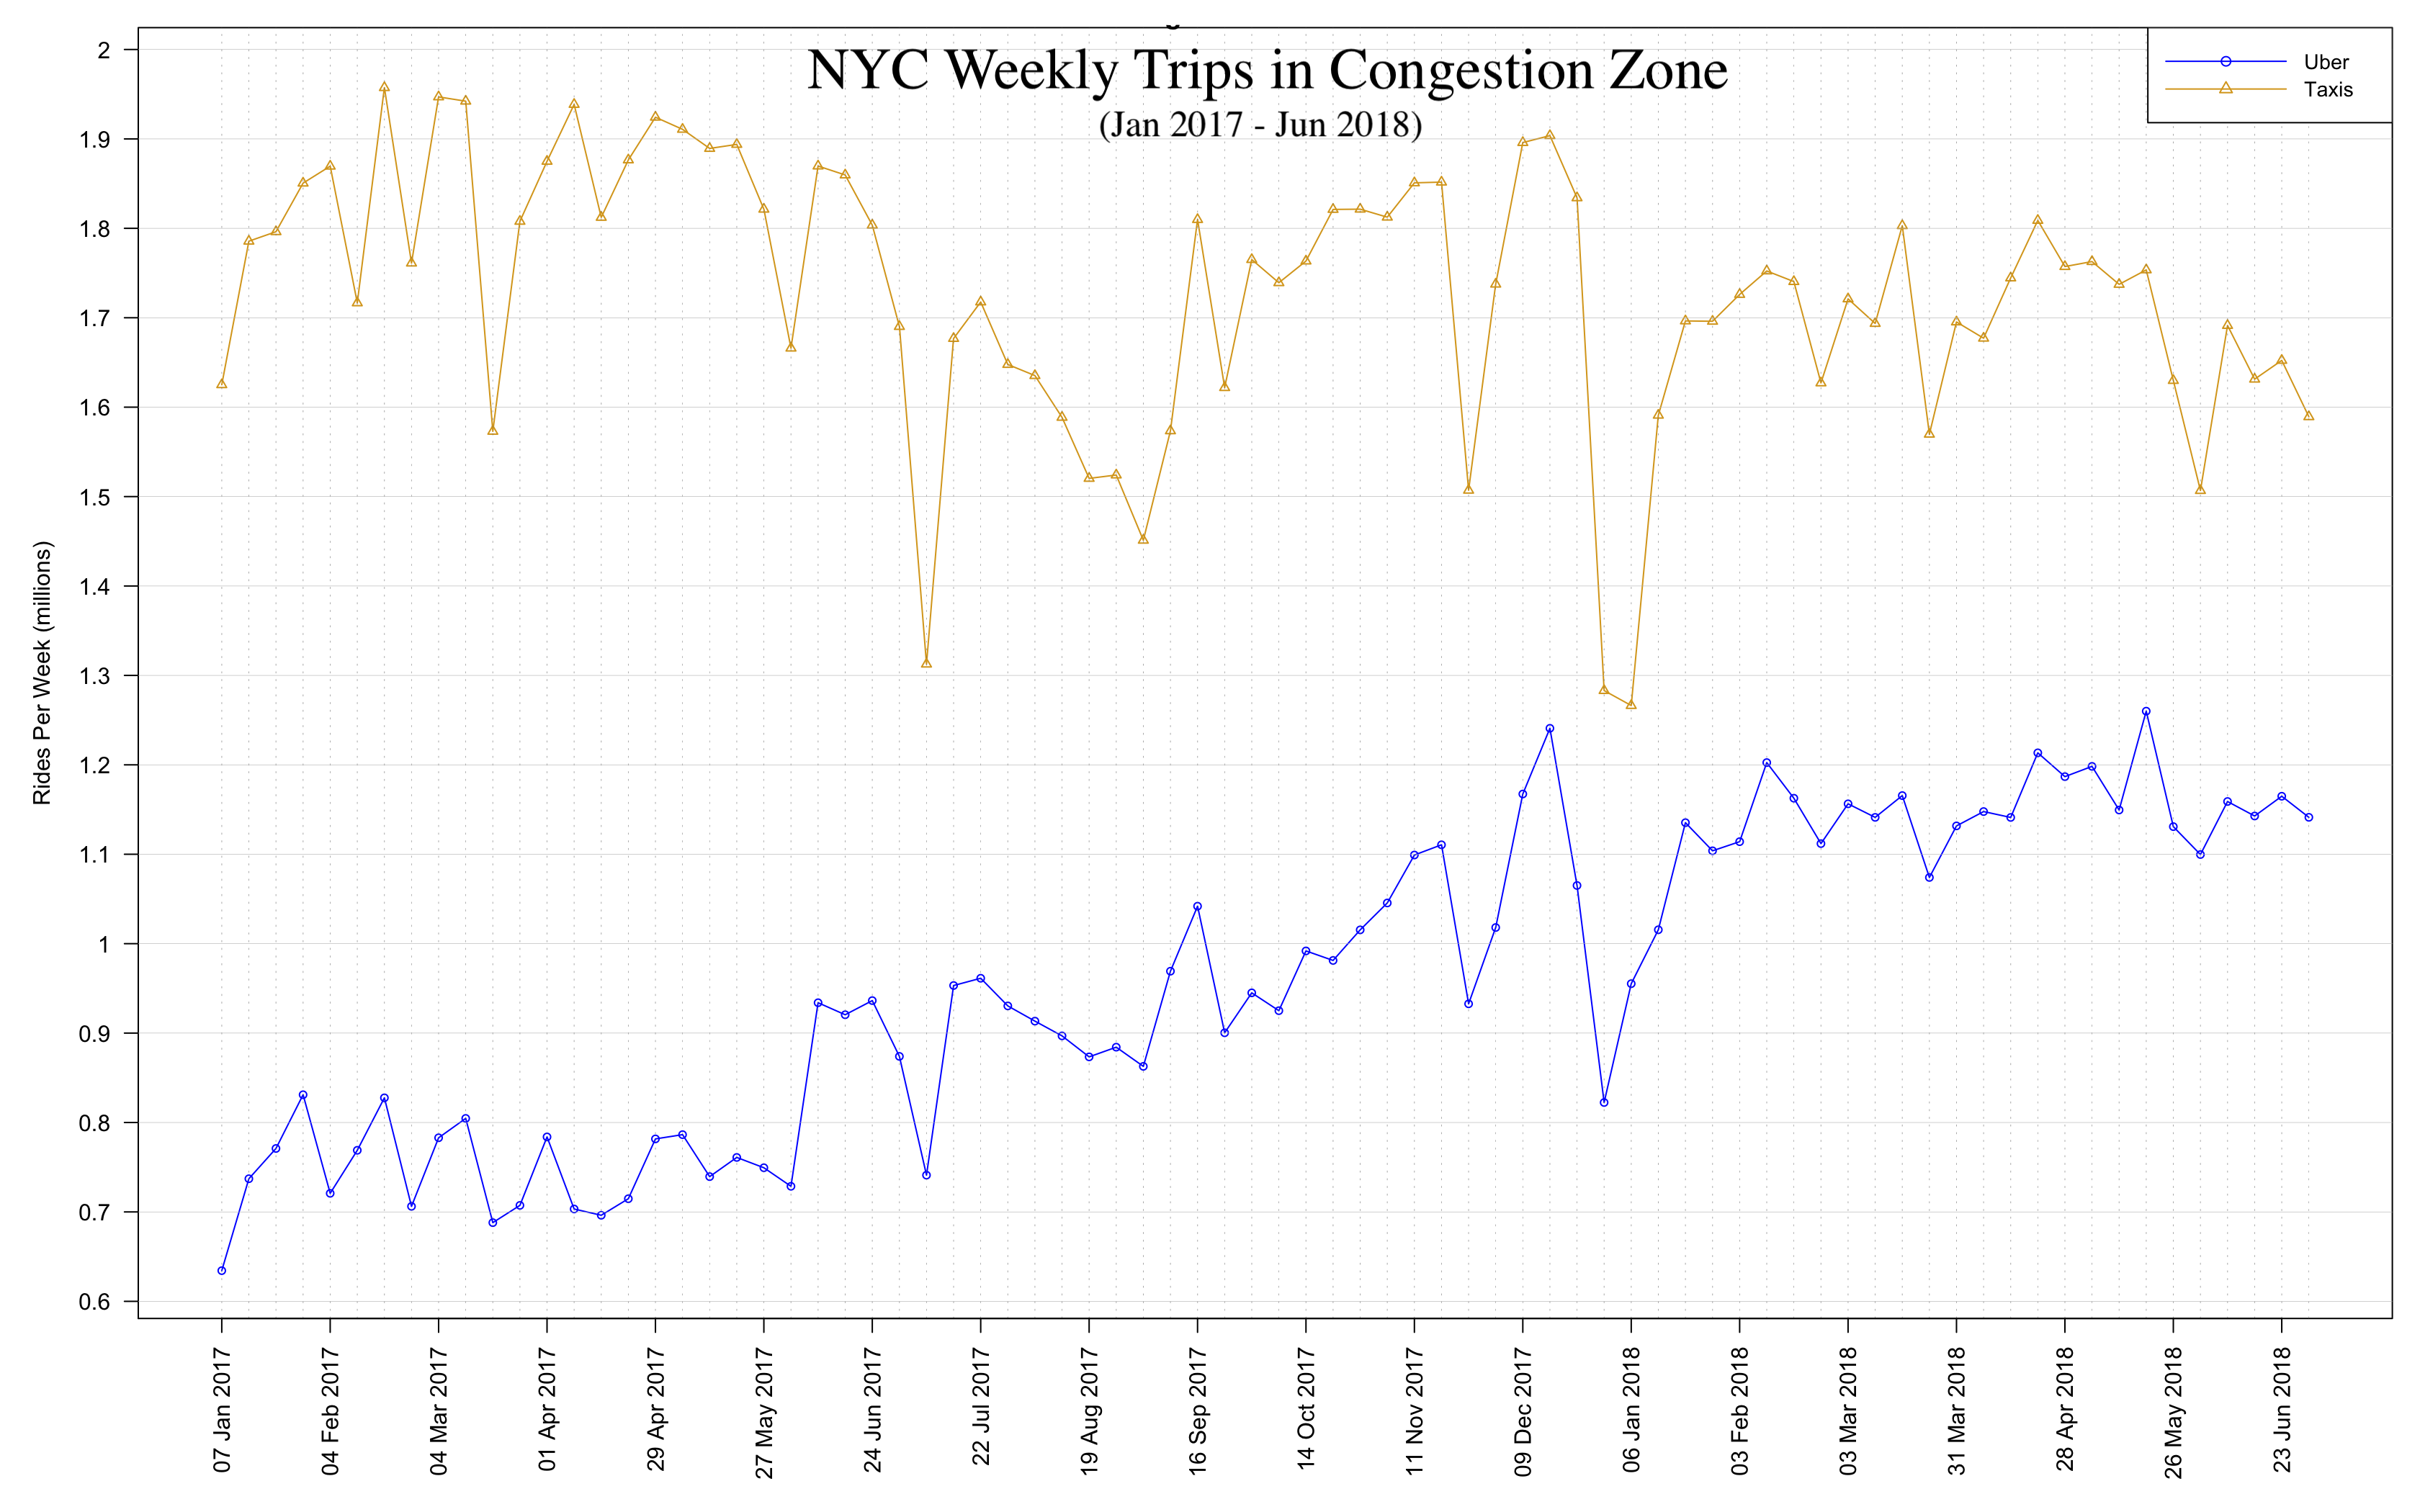 NYC Weekly Trips in Congestion Zone
(Jan 2017 - Jun 2018)
Uber
Taxis
Rides Per Week (millions)
2
1.9
1.8
1.7
1.6
1.5
1.4
1.3
1.2
1.1
1
0.9
0.8
0.7
0.6
07 Jan 2017
04 Feb 2017
04 Mar 2017
01 Apr 2017
29 Apr 2017
27 May 2017
24 Jun 2017
22 Jul 2017
19 Aug 2017
16 Sep 2017
14 Oct 2017
11 Nov 2017
09 Dec 2017
06 Jan 2018
03 Feb 2018
03 Mar 2018
31 Mar 2018
28 Apr 2018
26 May 2018
23 Jun 2018